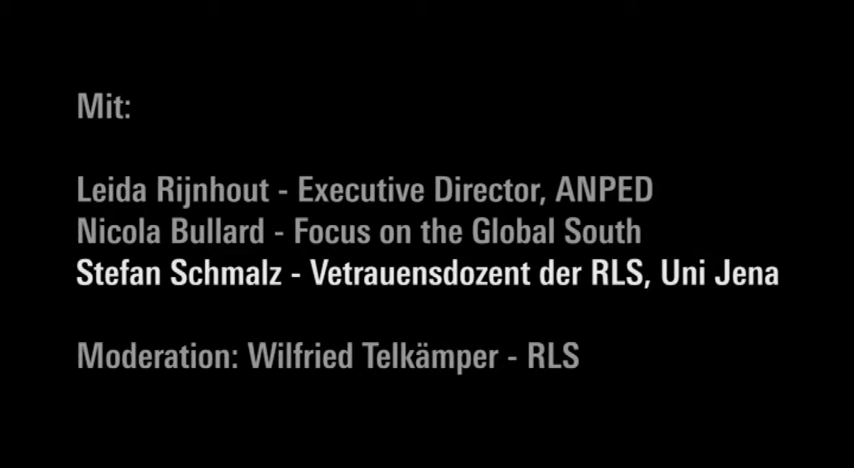 Mit:
Leida Rijnhout - Executive Director, ANPED
Nicola Bullard - Focus on the Global South
Stefan Schmalz - Vetrauensdozent der RLS, Uni Jena
Moderation: Wilfried Telkämper - RLS